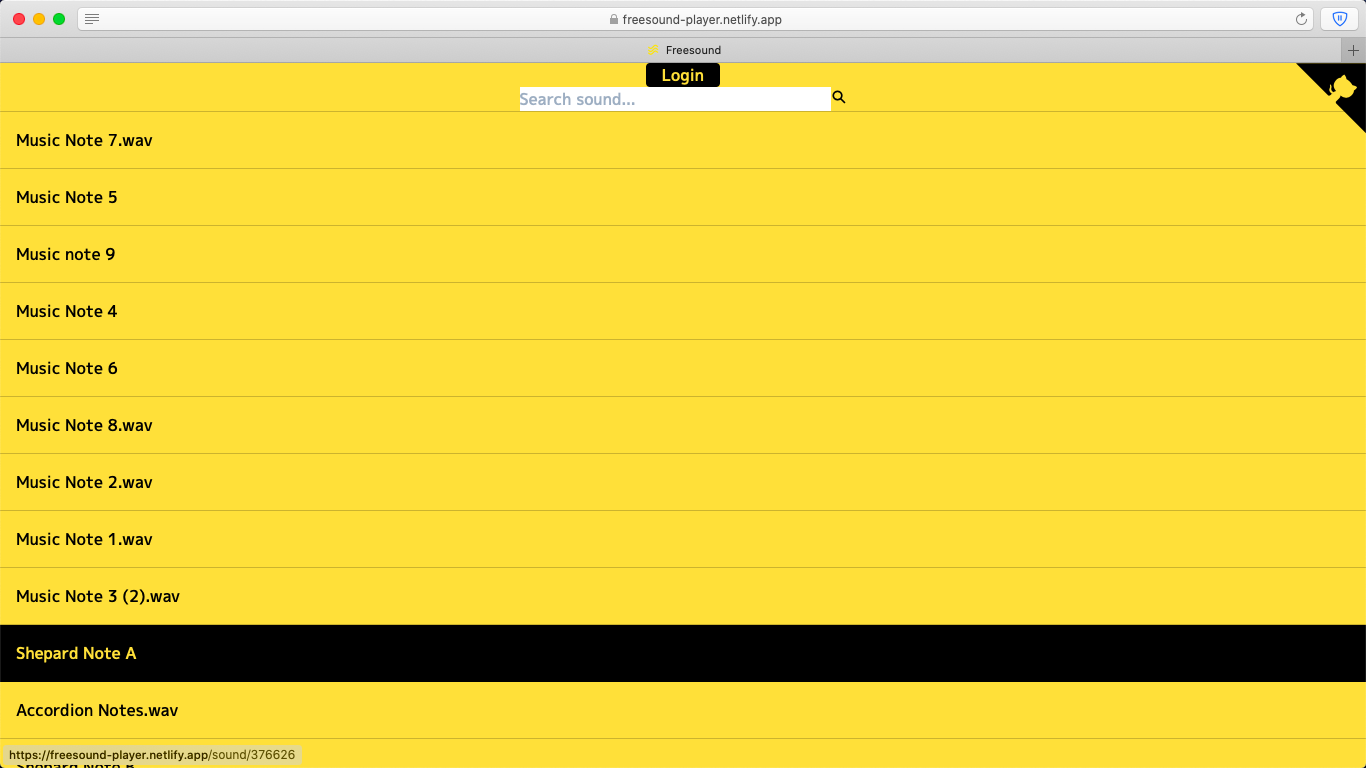 freesound-player.netlify.app
Freesound
Login
Search sound...
Music Note 7.wav
Music Note 5
Music note 9
Music Note 4
Music Note 6
Music Note 8.wav
Music Note 2.wav
Music Note 1.wav
Music Note 3 (2).wav
Shepard Note A
Accordion Notes.wav
https://freesound-player.netlify.app/sound/376626
Shepard Note B